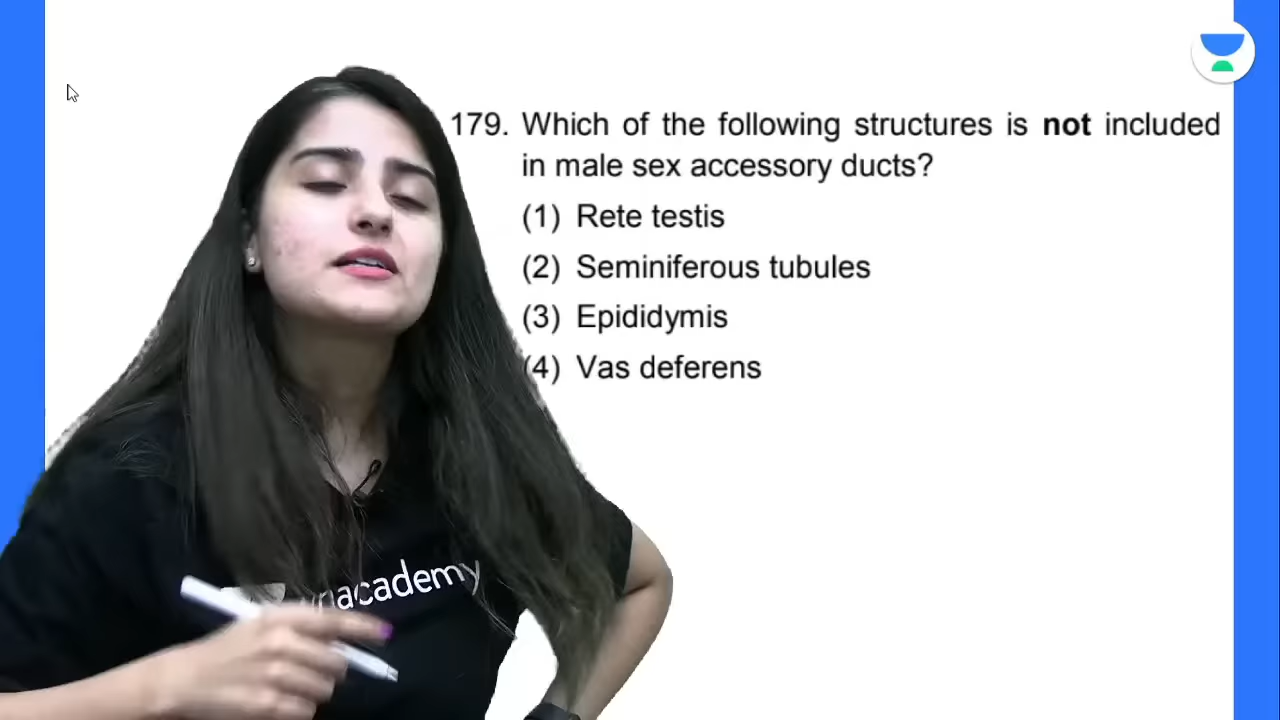 179. Which of the following structures is not included
in male sex accessory ducts?
(1) Rete testis
(2) Seminiferous tubules
(3) Epididymis
(4) Vas deferens